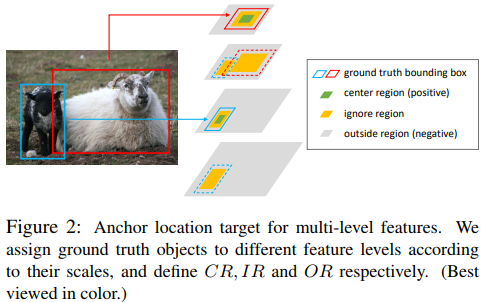 ground truth bounding box
center region (positive)
ignore region
outside region (negative)
Figure 2: Anchor location target for multi-level features. We
assign ground truth objects to different feature levels according
to their scales, and define CR, IR and OR respectively. (Best
viewed in color.)